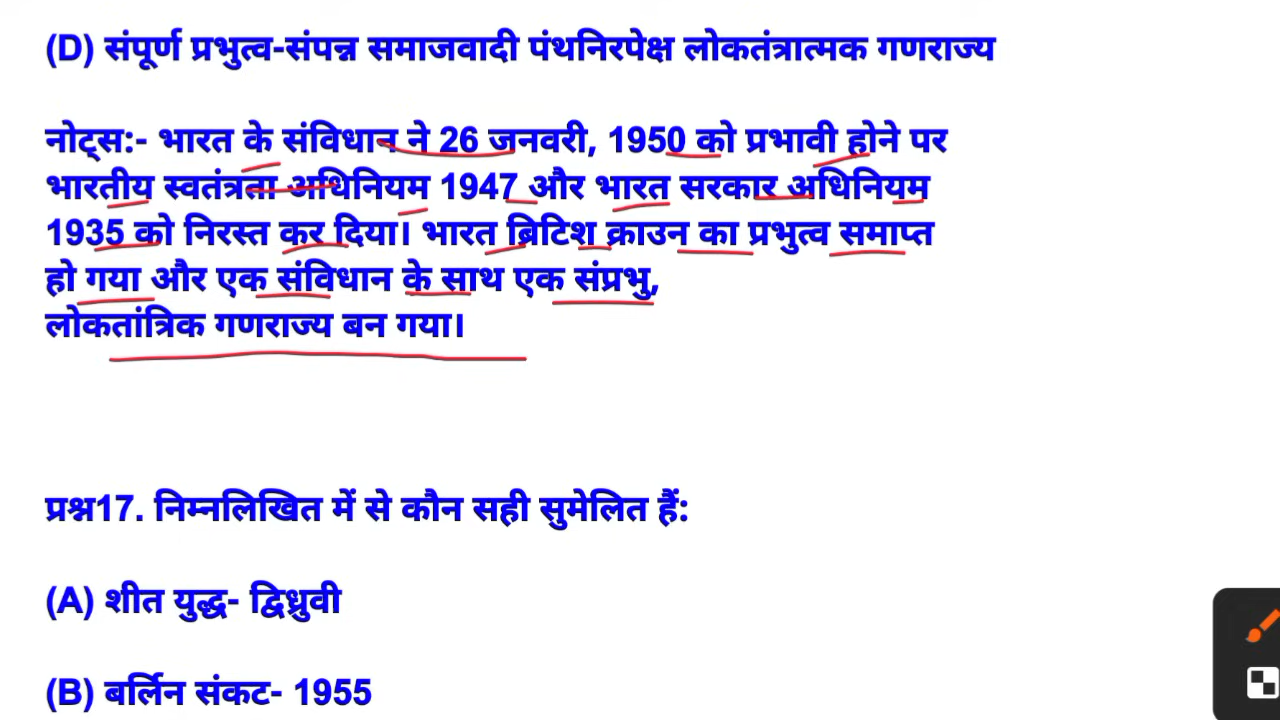 (D) संपूर्ण प्रभुत्व-संपन्न समाजवादी पंथनिरपेक्ष लोकतंत्रात्मक गणराज्य
नोट्स:- भारत के संविधान ने 26 जनवरी, 1950 को प्रभावी होने पर
भारतीय स्वतंत्रता अधिनियम 1947 और भारत सरकार अधिनियम
1935 को निरस्त कर दिया। भारत ब्रिटिश क्राउन का प्रभुत्व समाप्त
हो गया और एक संविधान के साथ एक संप्रभु,
लोकतांत्रिक गणराज्य बन गया।
प्रश्न17. निम्नलिखित में से कौन सही सुमेलित हैं:
(A) शीत युद्ध- द्विध्रुवी
(B) बर्लिन संकट- 1955